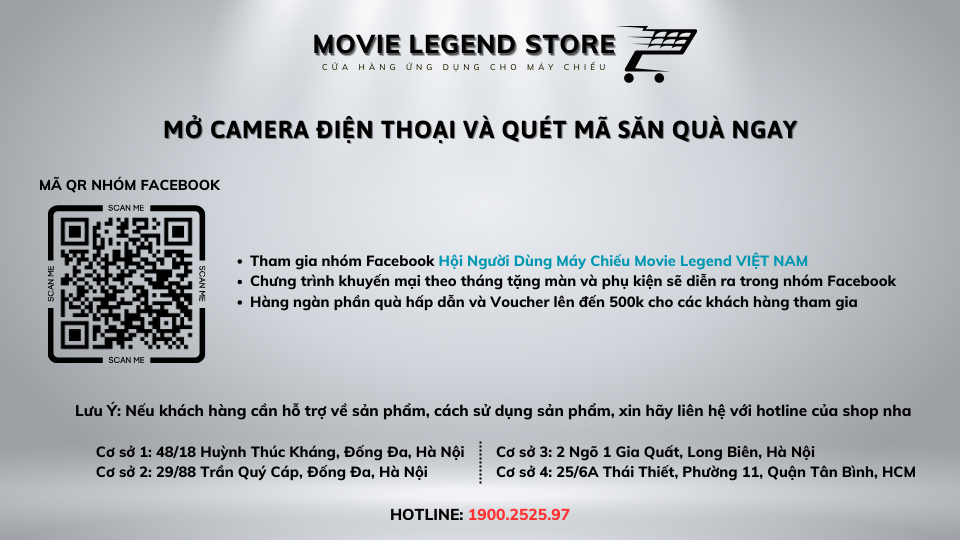 MOVIE LEGEND STORE
CỬA HÀNG ỨNG DỤNG CHO MÁY CHIẾU
MỞ CAMERA ĐIỆN THOẠI VÀ QUÉT MÃ SĂN QUÀ NGAY
MÃ QR NHÓM FACEBOOK
SCAN ME
SCAN ME
SCAN ME
SCAN ME
• Tham gia nhóm Facebook Hội Người Dùng Máy Chiếu Movie Legend VIỆT NAM
• Chưng trình khuyến mại theo tháng tặng màn và phụ kiện sẽ diễn ra trong nhóm Facebook
• Hàng ngàn phần quà hấp dẫn và Voucher lên đến 500k cho các khách hàng tham gia
Lưu Ý: Nếu khách hàng cần hỗ trợ về sản phẩm, cách sử dụng sản phẩm, xin hãy liên hệ với hotline của shop nha
Cơ sở 1: 48/18 Huỳnh Thúc Kháng, Đống Đa, Hà Nội
Cơ sở 2: 29/88 Trần Quý Cáp, Đống Đa, Hà Nội
Cơ sở 3: 2 Ngõ 1 Gia Quất, Long Biên, Hà Nội
Cơ sở 4: 25/6A Thái Thiết, Phường 11, Quận Tân Bình, HCM
HOTLINE: 1900.2525.97